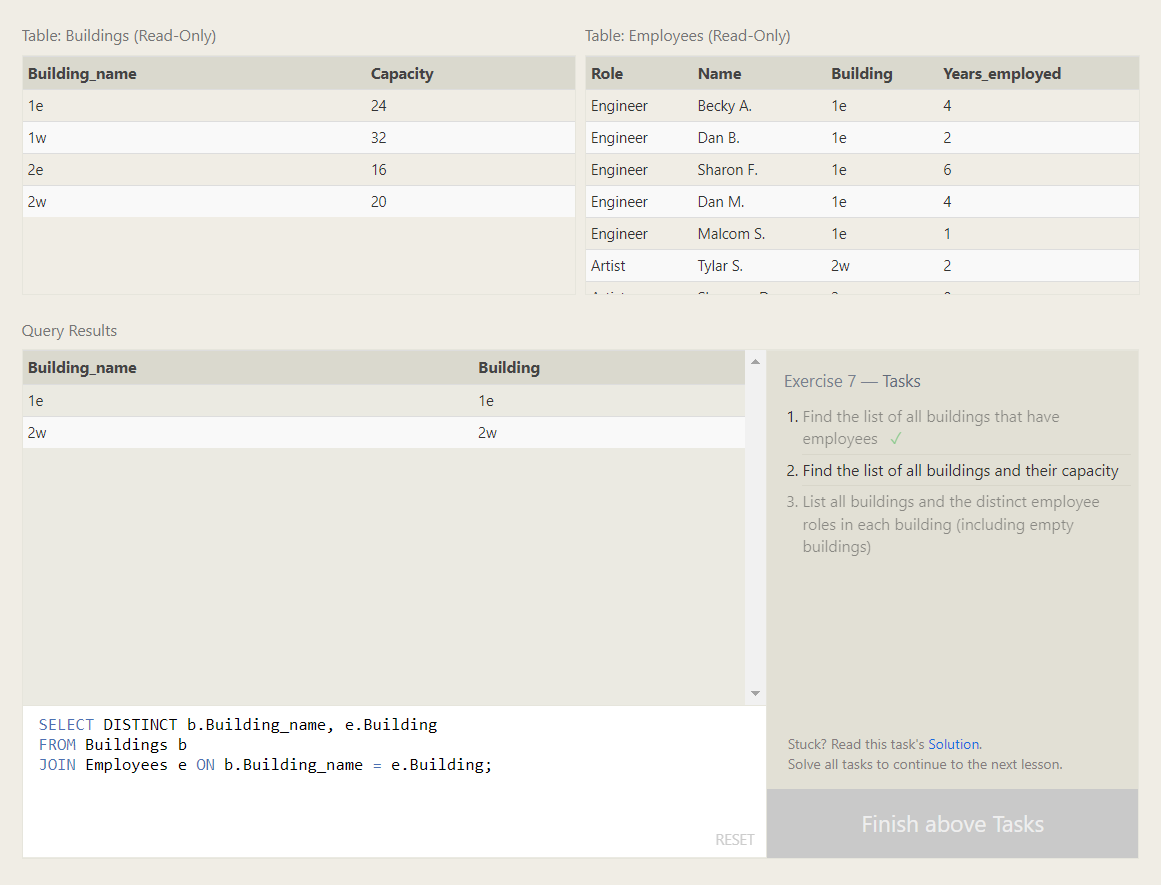 Table: Buildings (Read-Only)
Building_name Capacity
1e 24
1w 32
2e 16
2w 20
Table: Employees (Read-Only)
Role Name Building Years_employed
Engineer Becky A. 1e 4
Engineer Dan B. 1e 2
Engineer Sharon F. 1e 6
Engineer Dan M. 1e 4
Engineer Malcom S. 1e 1
Artist Tylar S. 2w 2
Query Results
Building_name Building
1e 1e
2w 2w
SELECT DISTINCT b.Building_name, e.Building
FROM Buildings b
JOIN Employees e ON b.Building_name = e.Building;
RESET
Exercise 7 — Tasks
1. Find the list of all buildings that have
employees ✓
2. Find the list of all buildings and their capacity
3. List all buildings and the distinct employee
roles in each building (including empty
buildings)
Stuck? Read this task's Solution.
Solve all tasks to continue to the next lesson.
Finish above Tasks